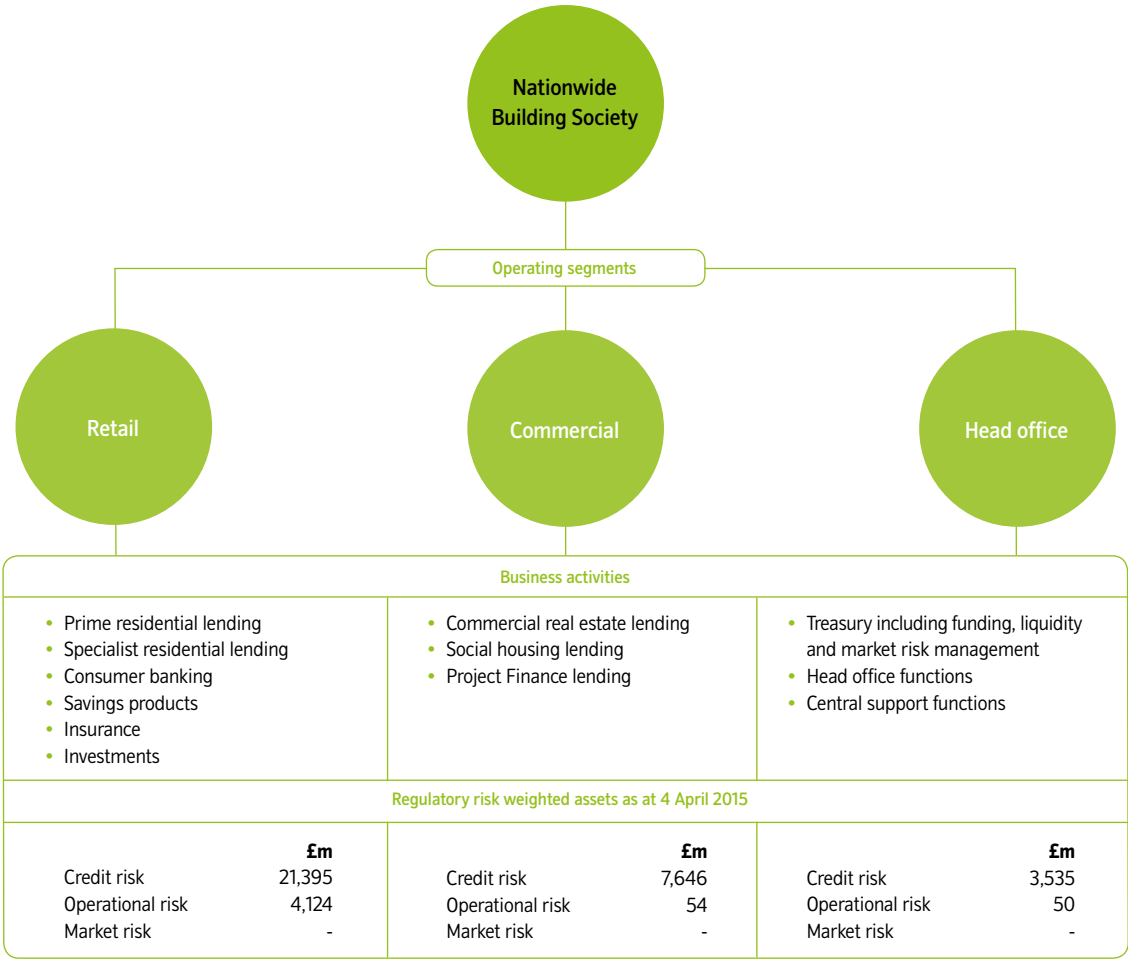 Nationwide
Building Society
Operating segments
Retail
Commercial
Head office
Business activities
• Prime residential lending
• Specialist residential lending
• Consumer banking
• Savings products
• Insurance
• Investments
• Commercial real estate lending
• Social housing lending
• Project Finance lending
• Treasury including funding, liquidity
and market risk management
• Head office functions
• Central support functions
Regulatory risk weighted assets as at 4 April 2015
£m
Credit risk 21,395
Operational risk 4,124
Market risk -
£m
Credit risk 7,646
Operational risk 54
Market risk -
£m
Credit risk 3,535
Operational risk 50
Market risk -